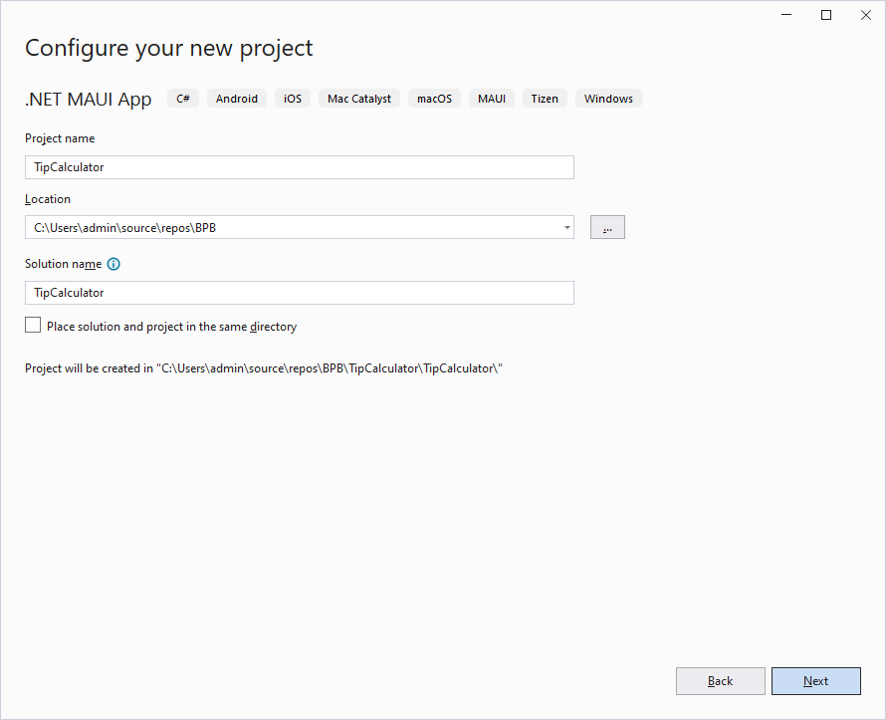 Configure your new project
.NET MAUI App C# Android iOS Mac Catalyst macOS MAUI Tizen Windows
Project name
TipCalculator
Location
C:\Users\admin\source\repos\BPB
...
Solution name
TipCalculator
Place solution and project in the same directory
Project will be created in "C:\Users\admin\source\repos\BPB\TipCalculator\TipCalculator\"
Back Next